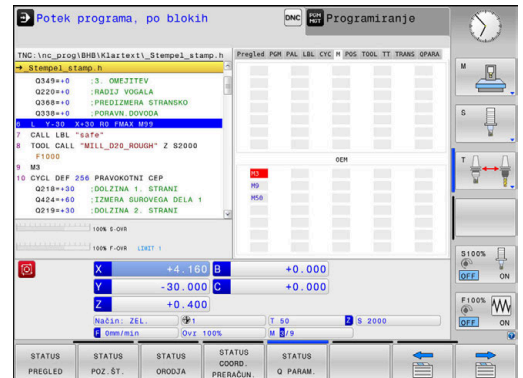 Potek programa, po blokih
DNC
PGM
MGT
Programiranje
TNC:\nc_prog\BHB\Klartext\_Stempel_stamp.h
→_Stempel_stamp.h
Q349=+0 ;3. OMEJITEV
Q220=+0 ;RADIJ VOGALA
Q368=+0 ;PREDIZMERA STRANSKO
Q338=+0 ;PORAVN.DOVODA
6 L Y-30 X+30 R0 FMAX M99
7 CALL LBL "safe"
8 TOOL CALL "MILL_D20_ROUGH" Z S2000
F1000
9 M3
10 CYCL DEF 256 PRAVOKOTNI CEP
Q218=+30 ;DOLZINA 1. STRANI
Q424=+60 ;IZMERA SUROVEGA DELA 1
Q219=+30 ;DOLZINA 2. STRANI
100% S-OVR
100% F-OVR LIMIT 1
Pregled PGM PAL LBL CYC M POS TOOL TT TRANS QPARA
OEM
M3
M9
M50
X +4.160 B +0.000
Y -30.000 C +0.000
Z +0.400
Način: ŽEL. 1 T 50 Z S 2000
F 0mm/min Ovr 100% M 3/9
M
S
T
S100%
OFF ON
F100%
OFF ON
STATUS PREGLED
STATUS POZ.ŠT.
STATUS ORODJA
STATUS COORD. PRERAČUN.
STATUS Q PARAM.